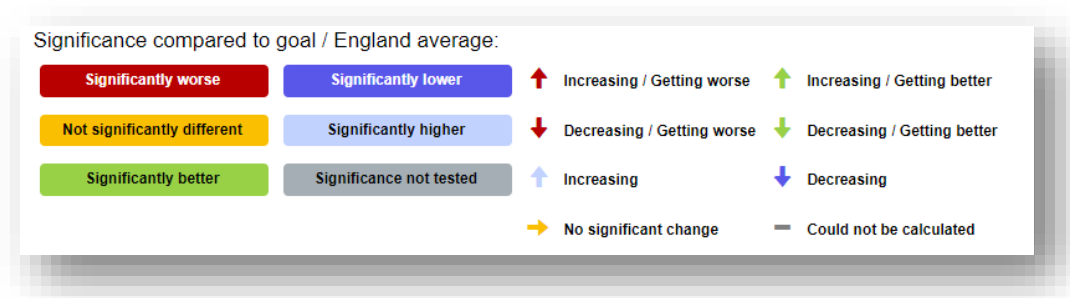 Significance compared to goal / England average:
Significantly worse
Significantly lower
Increasing / Getting worse
Increasing / Getting better
Not significantly different
Significantly higher
Decreasing / Getting worse
Decreasing / Getting better
Significantly better
Significance not tested
Increasing
Decreasing
No significant change
Could not be calculated